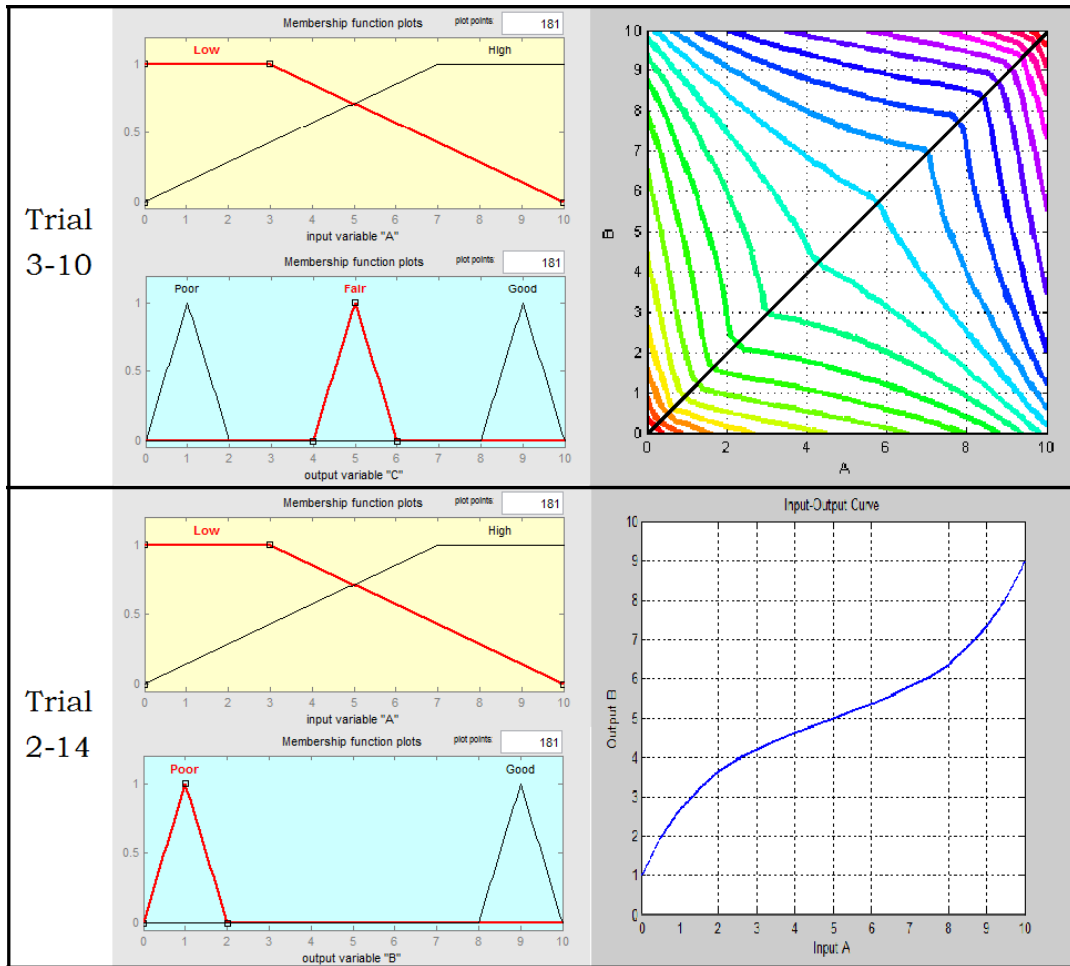 Trial
3-10
Membership function plots plot points: 181
Low High
1
0.5
0
0 1 2 3 4 5 6 7 8 9 10
input variable "A"
Membership function plots plot points: 181
Poor Fair Good
1
0.5
0
0 1 2 3 4 5 6 7 8 9 10
output variable "C"
10
9
8
7
6
5
4
3
2
1
0
B
0 2 4 6 8 10
A
Trial
2-14
Membership function plots plot points: 181
Low High
1
0.5
0
0 1 2 3 4 5 6 7 8 9 10
input variable "A"
Membership function plots plot points: 181
Poor Good
1
0.5
0
0 1 2 3 4 5 6 7 8 9 10
output variable "B"
Input-Output Curve
10
9
8
7
6
5
4
3
2
1
0
Output B
0 1 2 3 4 5 6 7 8 9 10
Input A